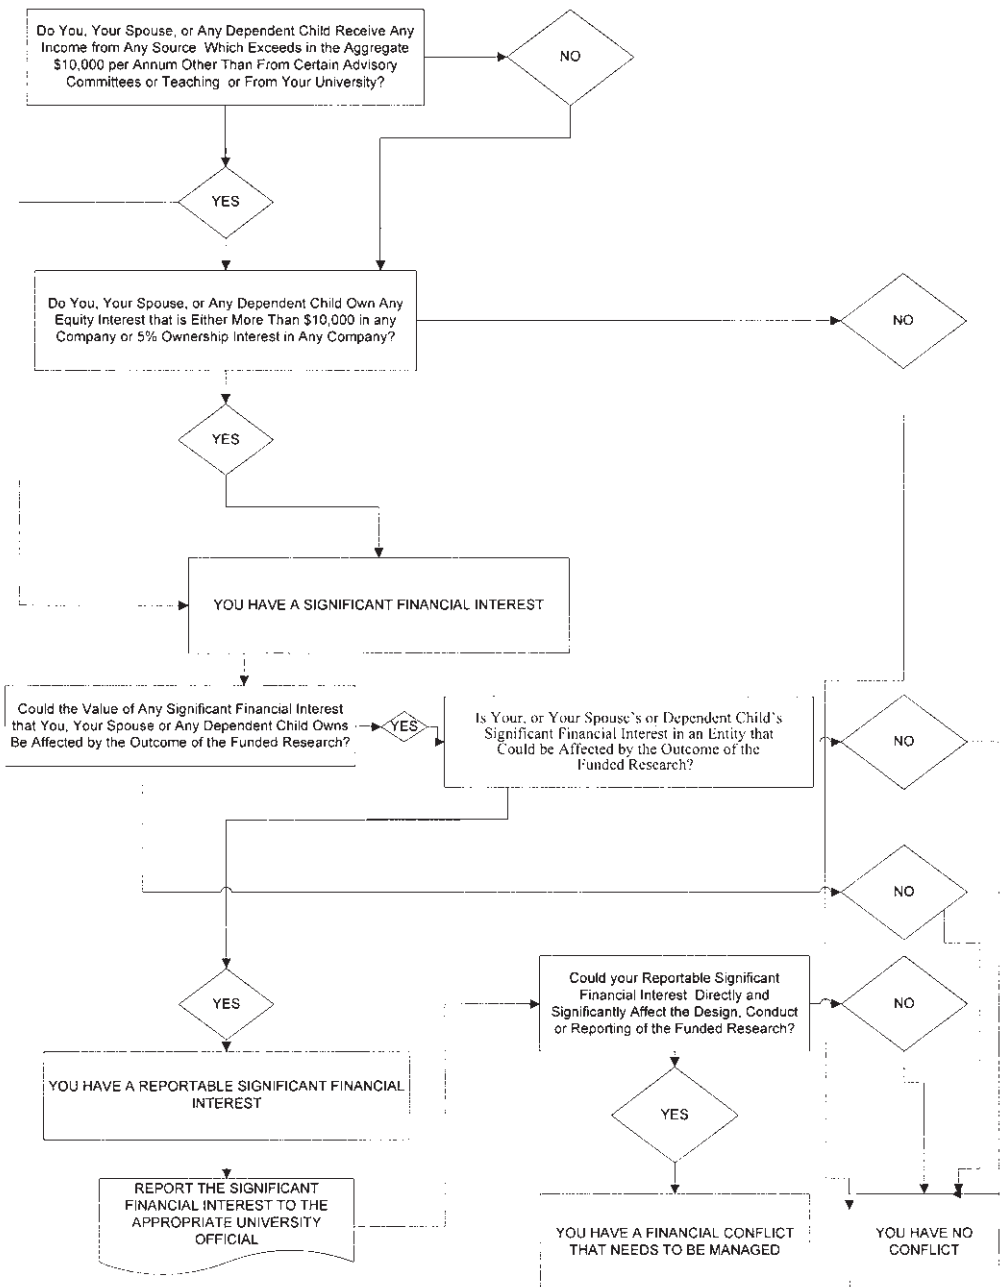 Do You, Your Spouse, or Any Dependent Child Receive Any
Income from Any Source Which Exceeds in the Aggregate
$10,000 per Annum Other Than From Certain Advisory
Committees or Teaching or From Your University?
NO
YES
Do You, Your Spouse, or Any Dependent Child Own Any
Equity Interest that is Either More Than $10,000 in any
Company or 5% Ownership Interest in Any Company?
NO
YES
YOU HAVE A SIGNIFICANT FINANCIAL INTEREST
Could the Value of Any Significant Financial Interest
that You, Your Spouse or Any Dependent Child Owns
Be Affected by the Outcome of the Funded Research?
YES
Is Your, or Your Spouse's or Dependent Child's
Significant Financial Interest in an Entity that
Could be Affected by the Outcome of the
Funded Research?
NO
NO
YES
Could your Reportable Significant
Financial Interest Directly and
Significantly Affect the Design, Conduct
or Reporting of the Funded Research?
NO
YOU HAVE A REPORTABLE SIGNIFICANT FINANCIAL
INTEREST
YES
REPORT THE SIGNIFICANT
FINANCIAL INTEREST TO THE
APPROPRIATE UNIVERSITY
OFFICIAL
YOU HAVE A FINANCIAL CONFLICT
THAT NEEDS TO BE MANAGED
YOU HAVE NO
CONFLICT